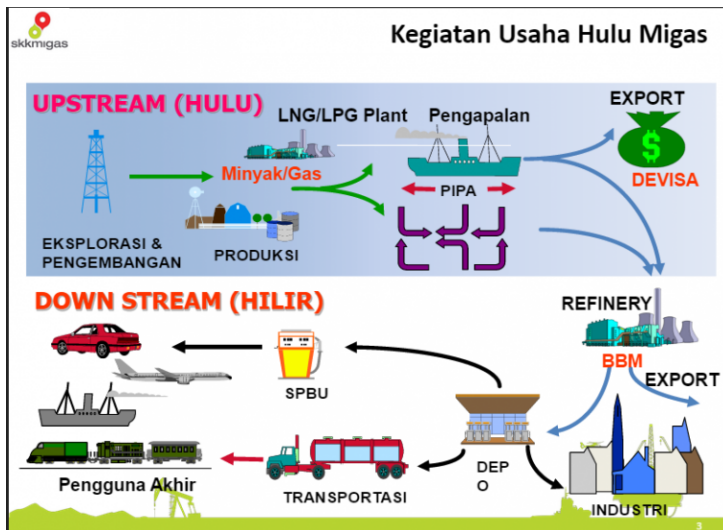 skkmigas
Kegiatan Usaha Hulu Migas
UPSTREAM (HULU)
LNG/LPG Plant
Pengapalan
EXPORT
$
Minyak/Gas
DEVISA
PIPA
EKSPLORASI &
PENGEMBANGAN
PRODUKSI
DOWN STREAM (HILIR)
REFINERY
BBM
EXPORT
SPBU
DEP
O
Pengguna Akhir
TRANSPORTASI
INDUSTRI
3